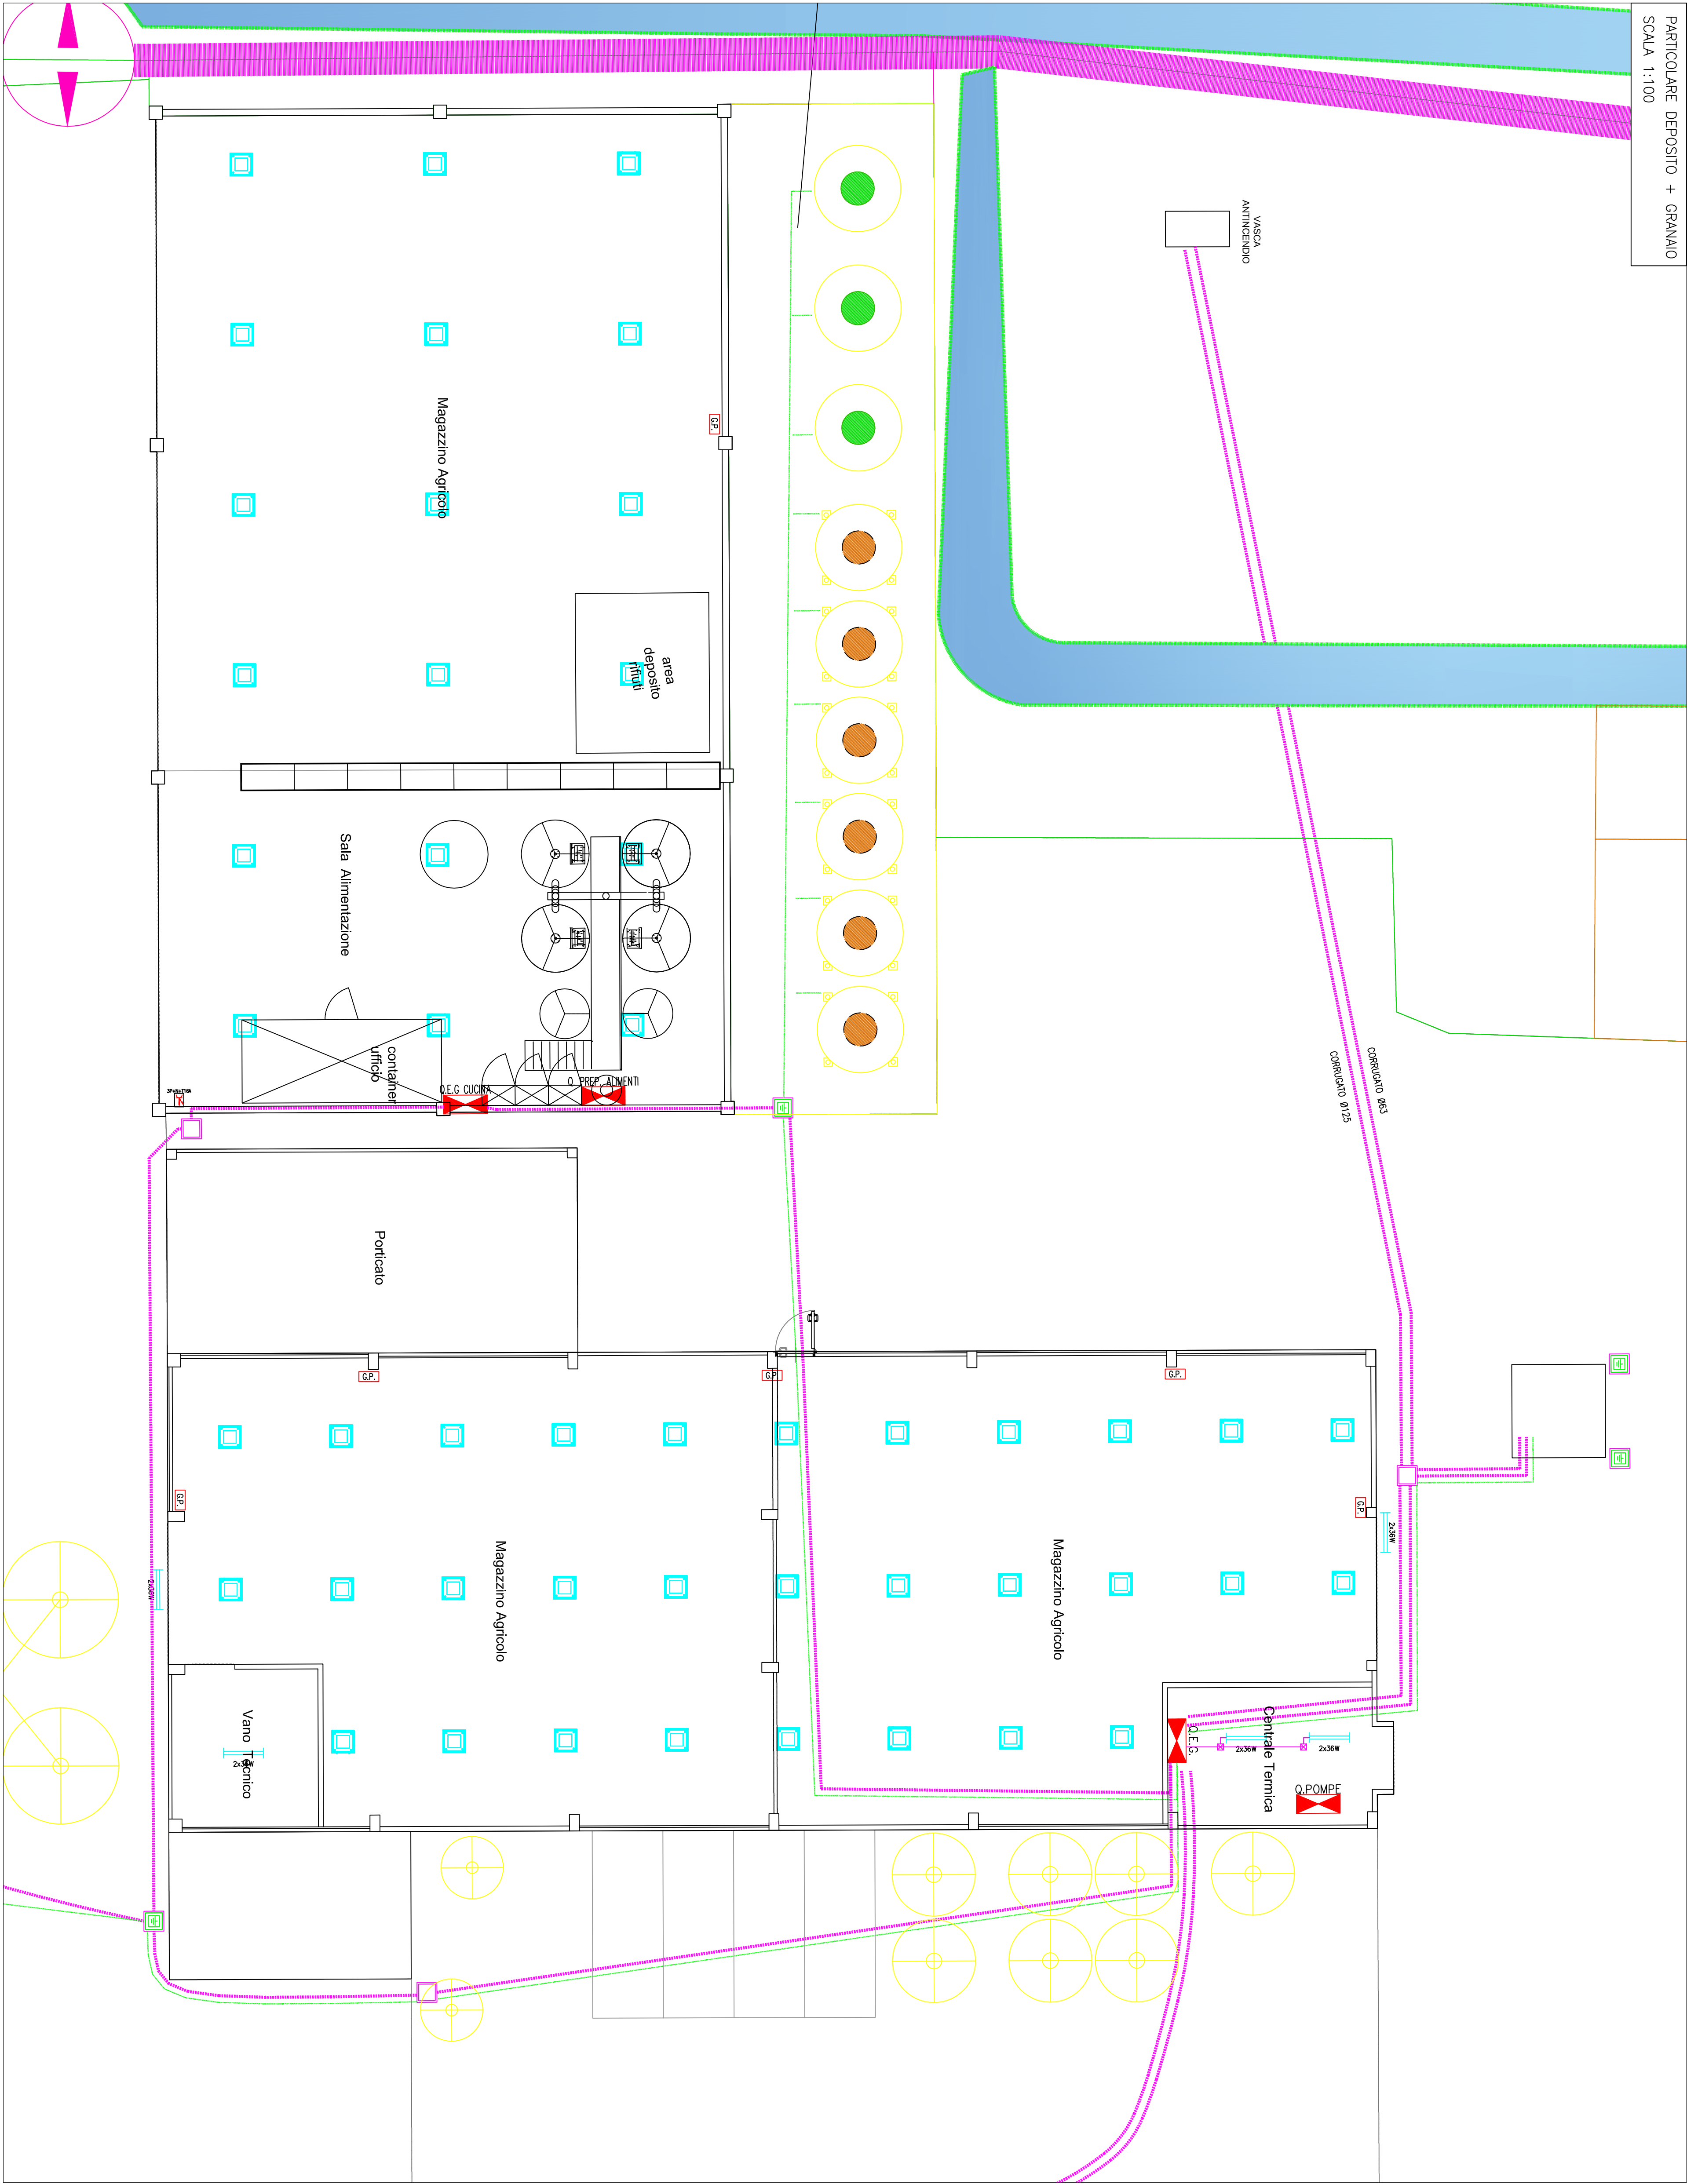 PARTICOLARE DEPOSITO + GRANAIO
SCALA 1:100
VASCA
ANTINCENDIO
G.P.
Magazzino Agricolo
area
deposito
rifiuti
Sala Alimentazione
container
ufficio
Q.E.G CUCINA
Q. PREP. ALIMENTI
CORRUGATO Ø63
CORRUGATO Ø125
Porticato
G.P.
G.P.
G.P.
G.P.
G.P.
2x36W
2x36W
Magazzino Agricolo
Magazzino Agricolo
Vano Tecnico
2x36W
Centrale Termica
Q.E.G.
2x36W
2x36W
Q.POMPE